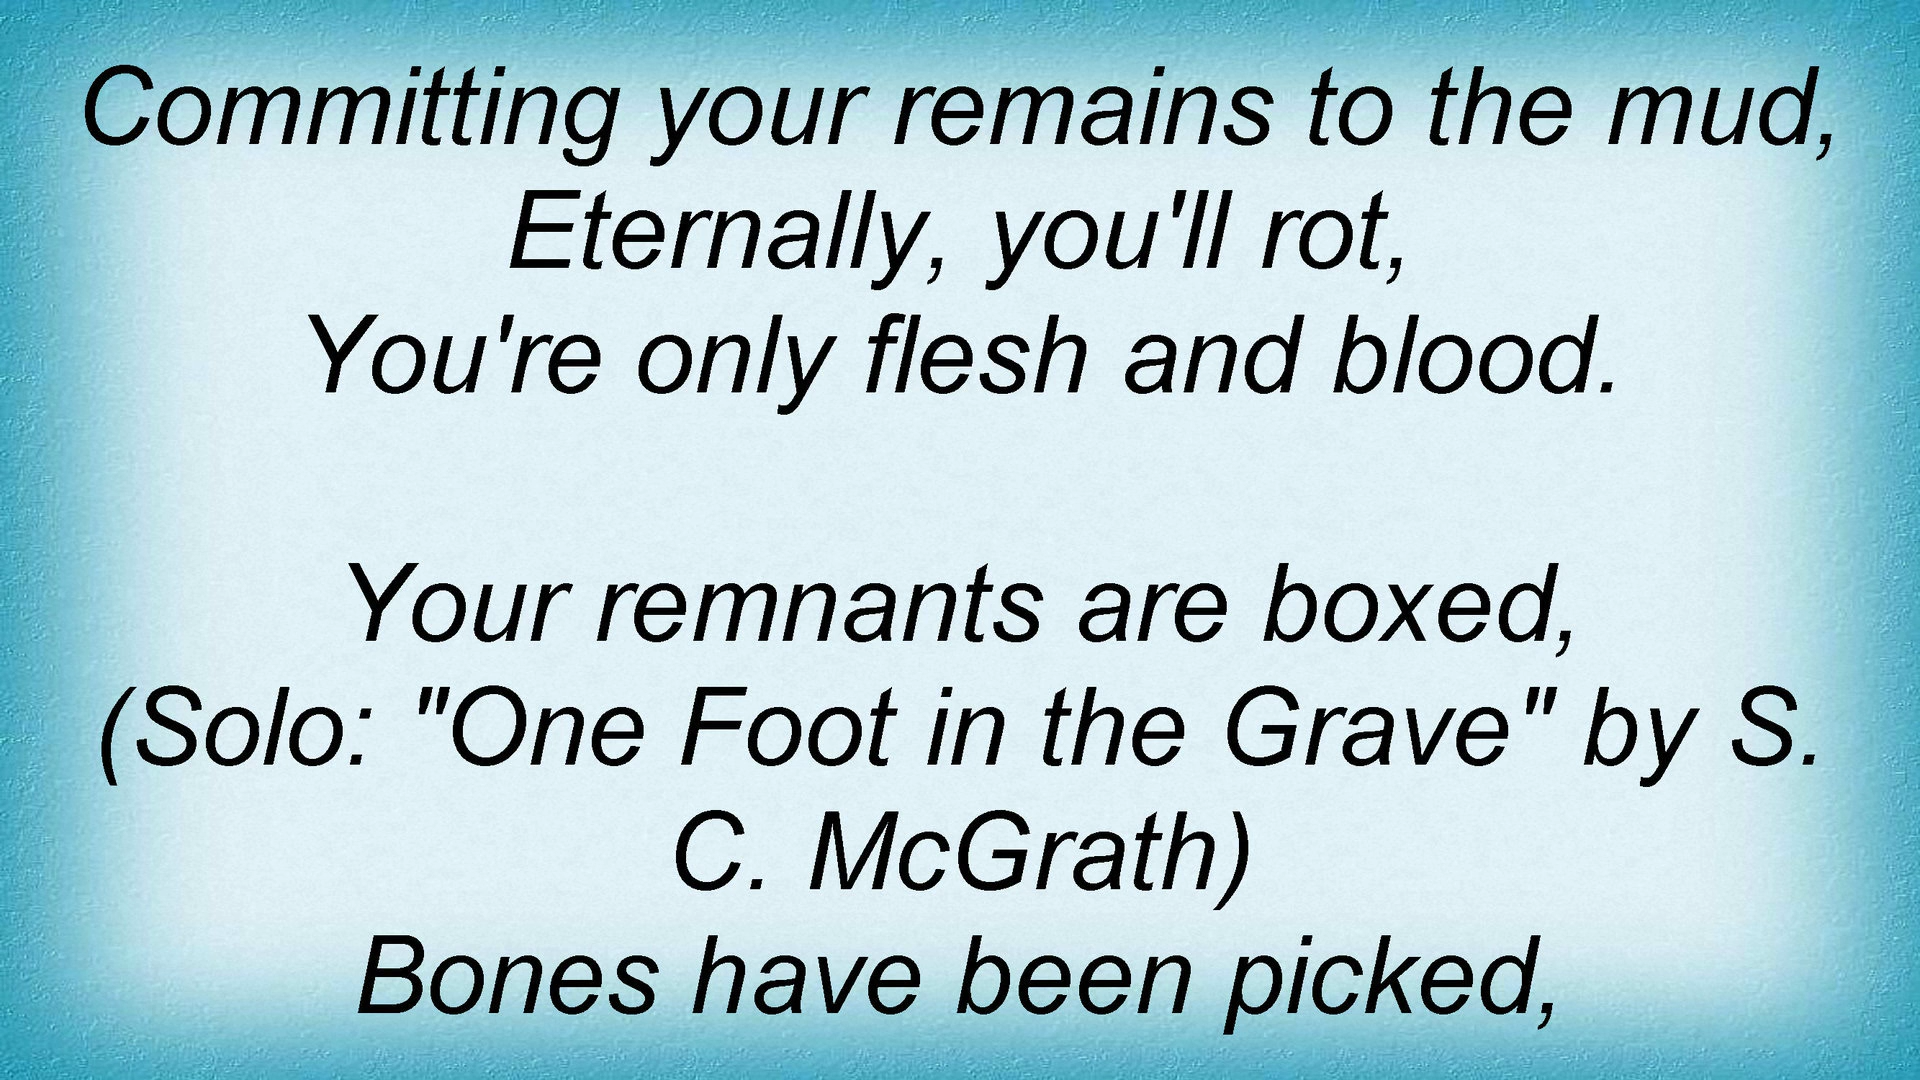 Committing your remains to the mud,
Eternally, you'll rot,
You're only flesh and blood.
Your remnants are boxed,
(Solo: "One Foot in the Grave" by S.
C. McGrath)
Bones have been picked,